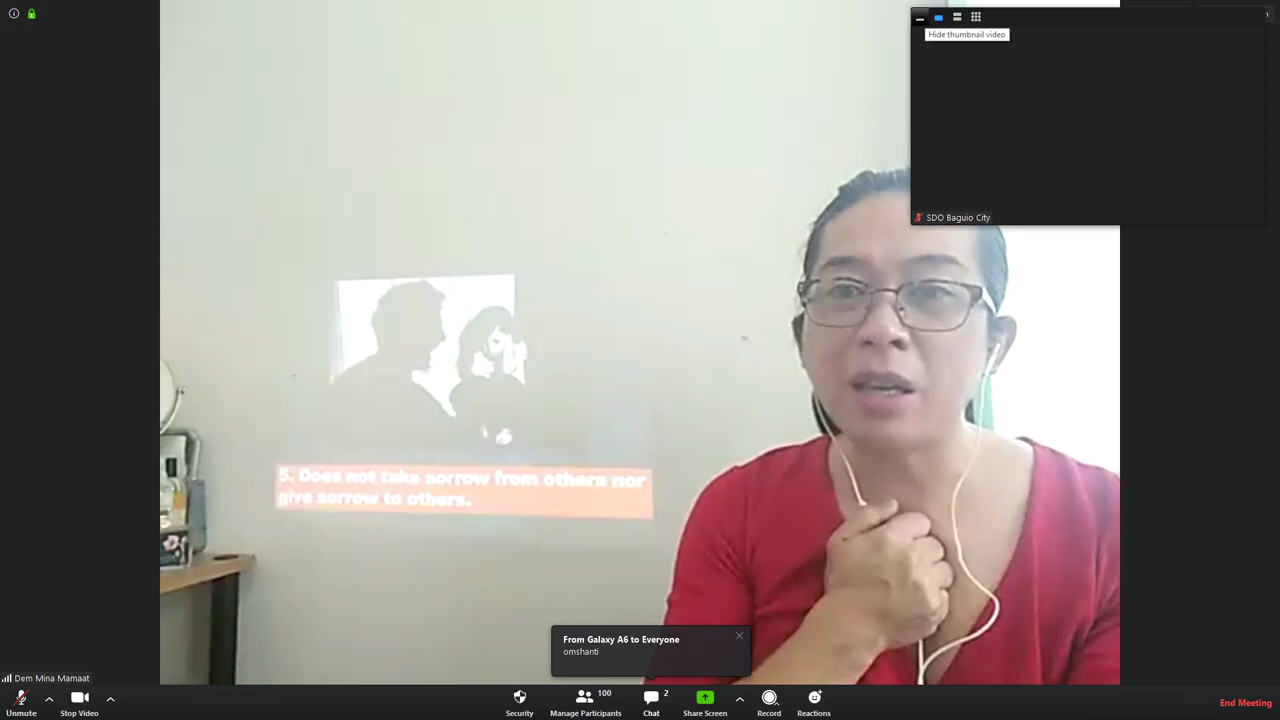 Hide thumbnail video
SDO Baguio City
5. Does not take sorrow from others nor
give sorrow to others.
From Galaxy A6 to Everyone
omshanti
Dem Mina Mamaat
Unmute
Stop Video
Security
100
Manage Participants
2
Chat
Share Screen
Record
Reactions
End Meeting